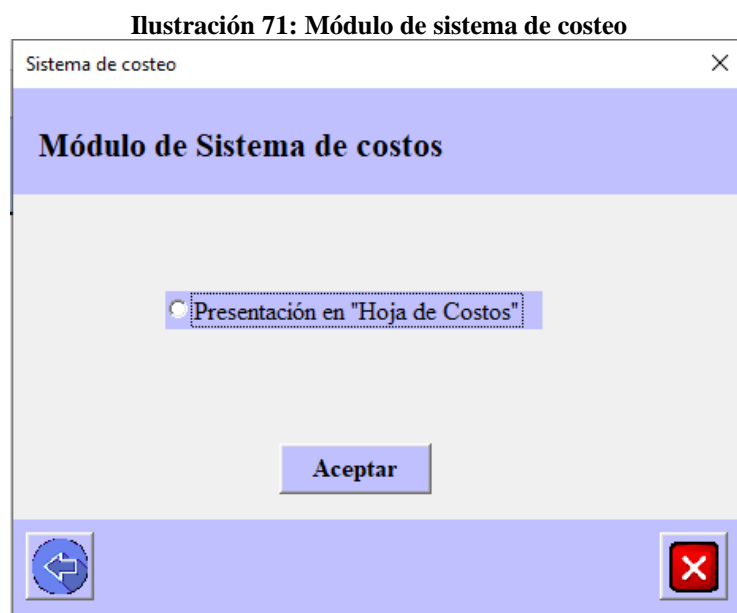 Ilustración 71: Módulo de sistema de costeo
Sistema de costeo
Módulo de Sistema de costos
Presentación en "Hoja de Costos"
Aceptar